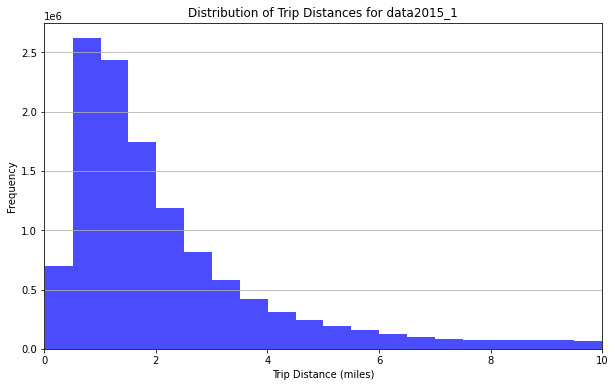 Distribution of Trip Distances for data2015_1
1e6
2.5
2.0
1.5
1.0
0.5
0.0
Frequency
0 2 4 6 8 10
Trip Distance (miles)